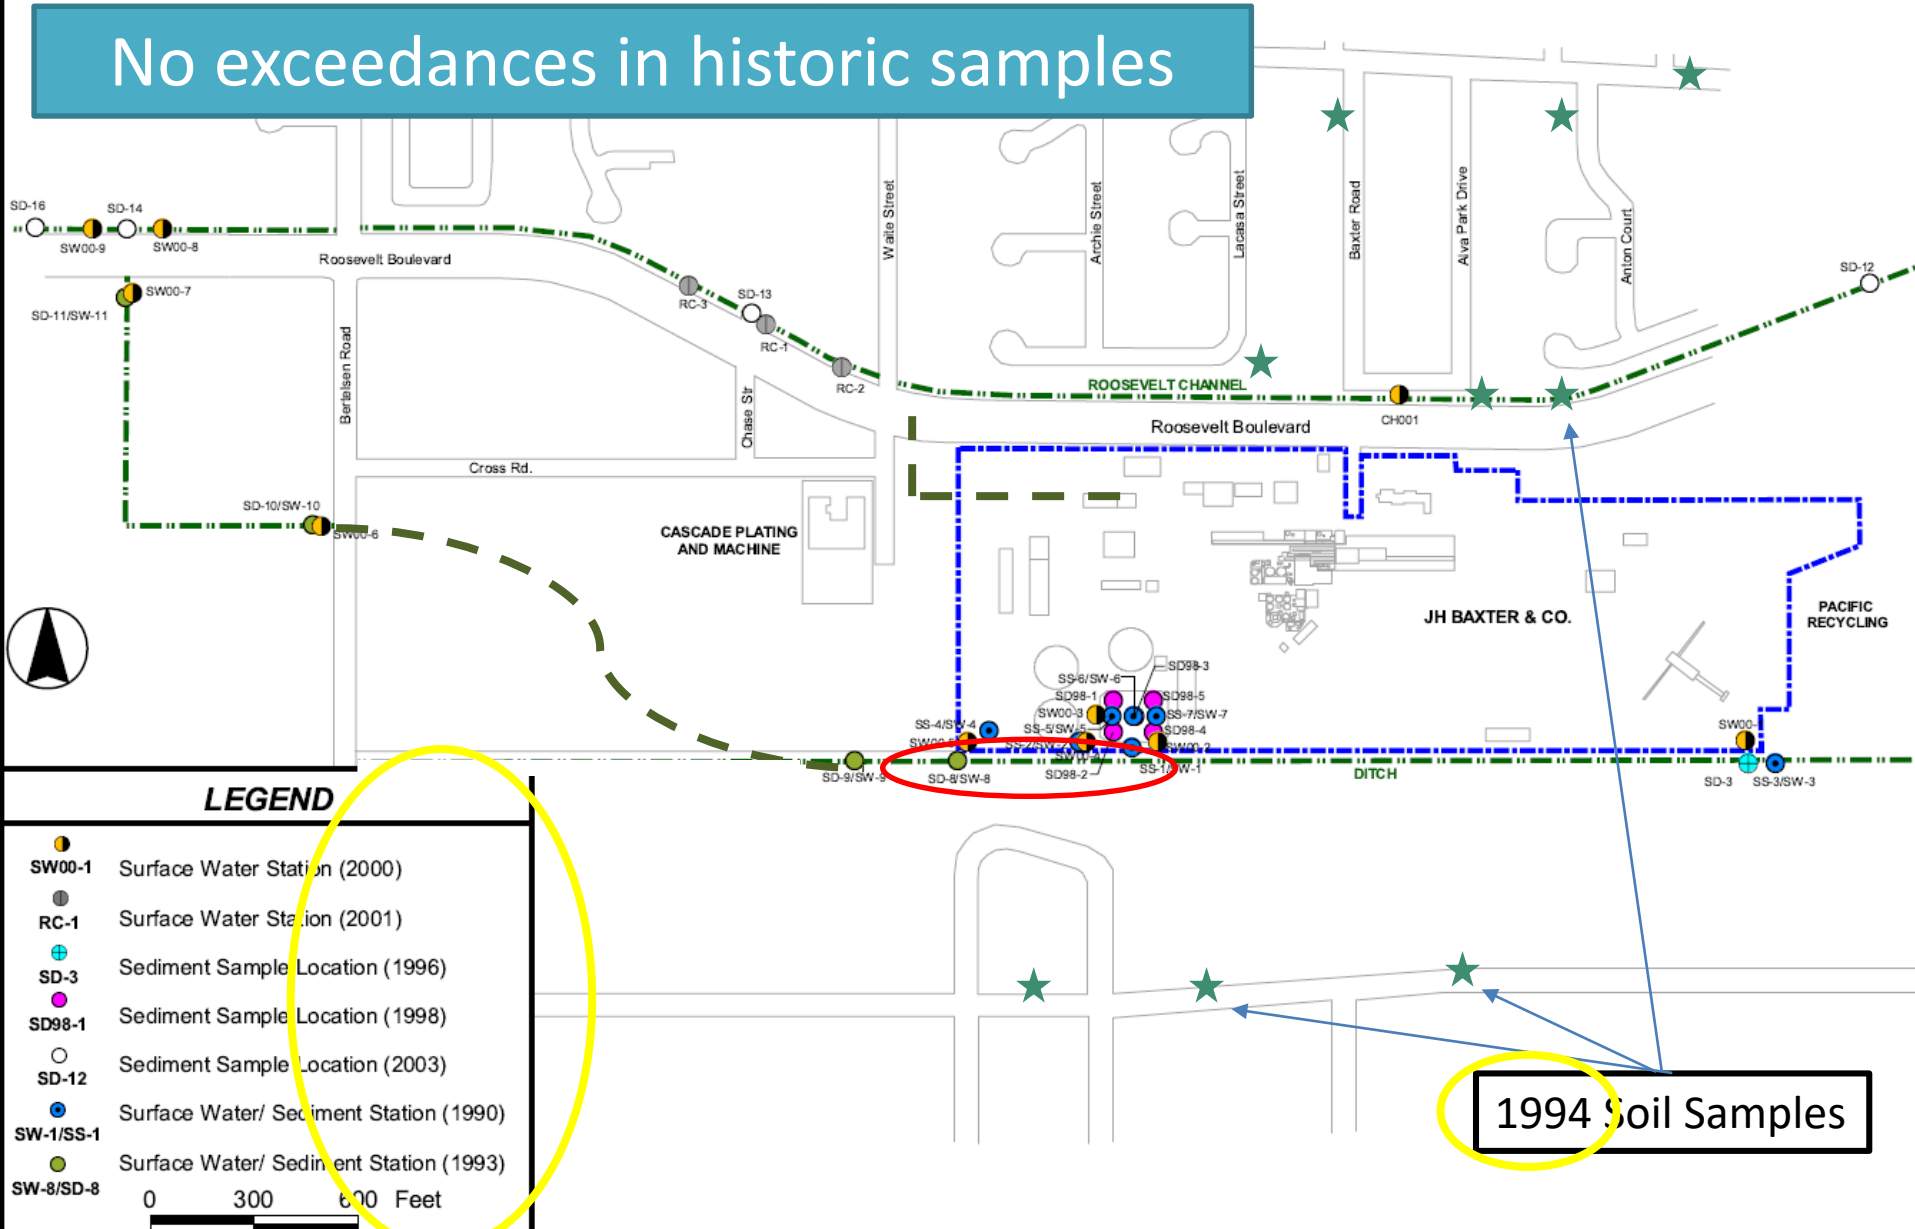 No exceedances in historic samples
SD-16
SW00-9
SD-14
SW00-8
Roosevelt Boulevard
SW00-7
SD-11/SW-11
Bertelsen Road
RC-3
SD-13
RC-1
RC-2
Chase Str
Waite Street
Archie Street
Lacasa Street
Baxter Road
Alva Park Drive
Anton Court
SD-12
ROOSEVELT CHANNEL
CH001
Roosevelt Boulevard
Cross Rd.
SD-10/SW-10
SW00-6
CASCADE PLATING
AND MACHINE
JH BAXTER & CO.
PACIFIC
RECYCLING
SD98-3
SS-6/SW-6
SD98-1
SD98-5
SW00-3
SS-7/SW-7
SS-4/SW-4
SS-5/SW-5
SD98-4
SS-2/SW-2
SW00-2
SD98-2
SS-1/SW-1
SD-9/SW-9
SD-8/SW-8
DITCH
SW00-
SD-3
SS-3/SW-3
LEGEND
SW00-1 Surface Water Station (2000)
RC-1 Surface Water Station (2001)
SD-3 Sediment Sample Location (1996)
SD98-1 Sediment Sample Location (1998)
SD-12 Sediment Sample Location (2003)
SW-1/SS-1 Surface Water/ Sediment Station (1990)
SW-8/SD-8 Surface Water/ Sediment Station (1993)
0 300 600 Feet
1994 Soil Samples